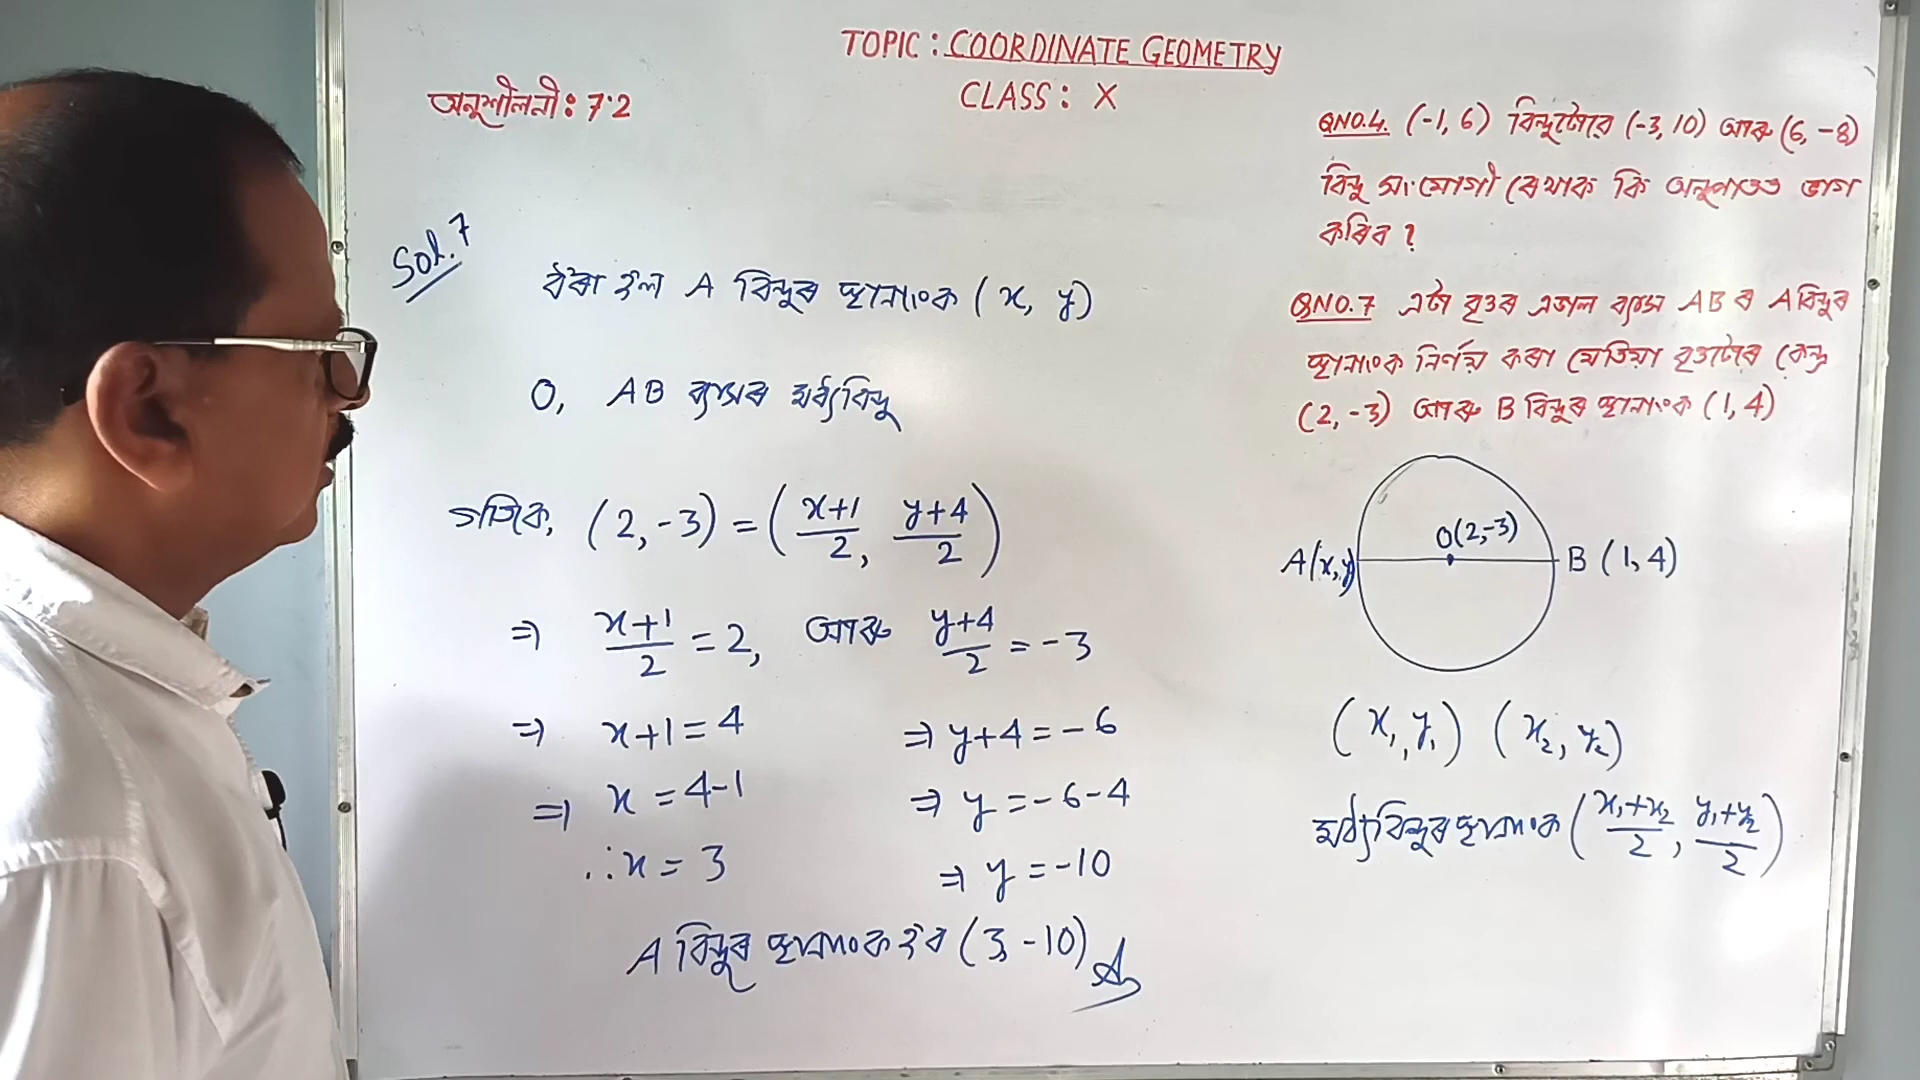 TOPIC : COORDINATE GEOMETRY
CLASS : X
অনুশীলনী : 7.2
QNO.4. (-1, 6) বিন্দুটোৱে (-3, 10) আৰু (6, -8)
বিন্দু সংযোগী ৰেখাক কি অনুপাতত ভাগ
কৰিব ?
QNO.7 এটা বৃত্তৰ এডাল ব্যাস AB ৰ A বিন্দুৰ
স্থানাংক নিৰ্ণয় কৰা যেতিয়া বৃত্তটোৰ কেন্দ্ৰ
(2, -3) আৰু B বিন্দুৰ স্থানাংক (1, 4)
A(x, y) O(2,-3) B (1, 4)
(x₁, y₁) (x₂, y₂)
মধ্যবিন্দুৰ স্থানাংক (x₁+x₂/2, y₁+y₂/2)
Sol. 7
ধৰা হ'ল A বিন্দুৰ স্থানাংক (x, y)
O, AB ব্যাসৰ মধ্যবিন্দু
গতিকে, (2, -3) = (x+1/2, y+4/2)
⇒ x+1/2 = 2, আৰু y+4/2 = -3
⇒ x+1 = 4 ⇒ y+4 = -6
⇒ x = 4-1 ⇒ y = -6-4
∴ x = 3 ⇒ y = -10
A বিন্দুৰ স্থানাংক হ'ব (3, -10)